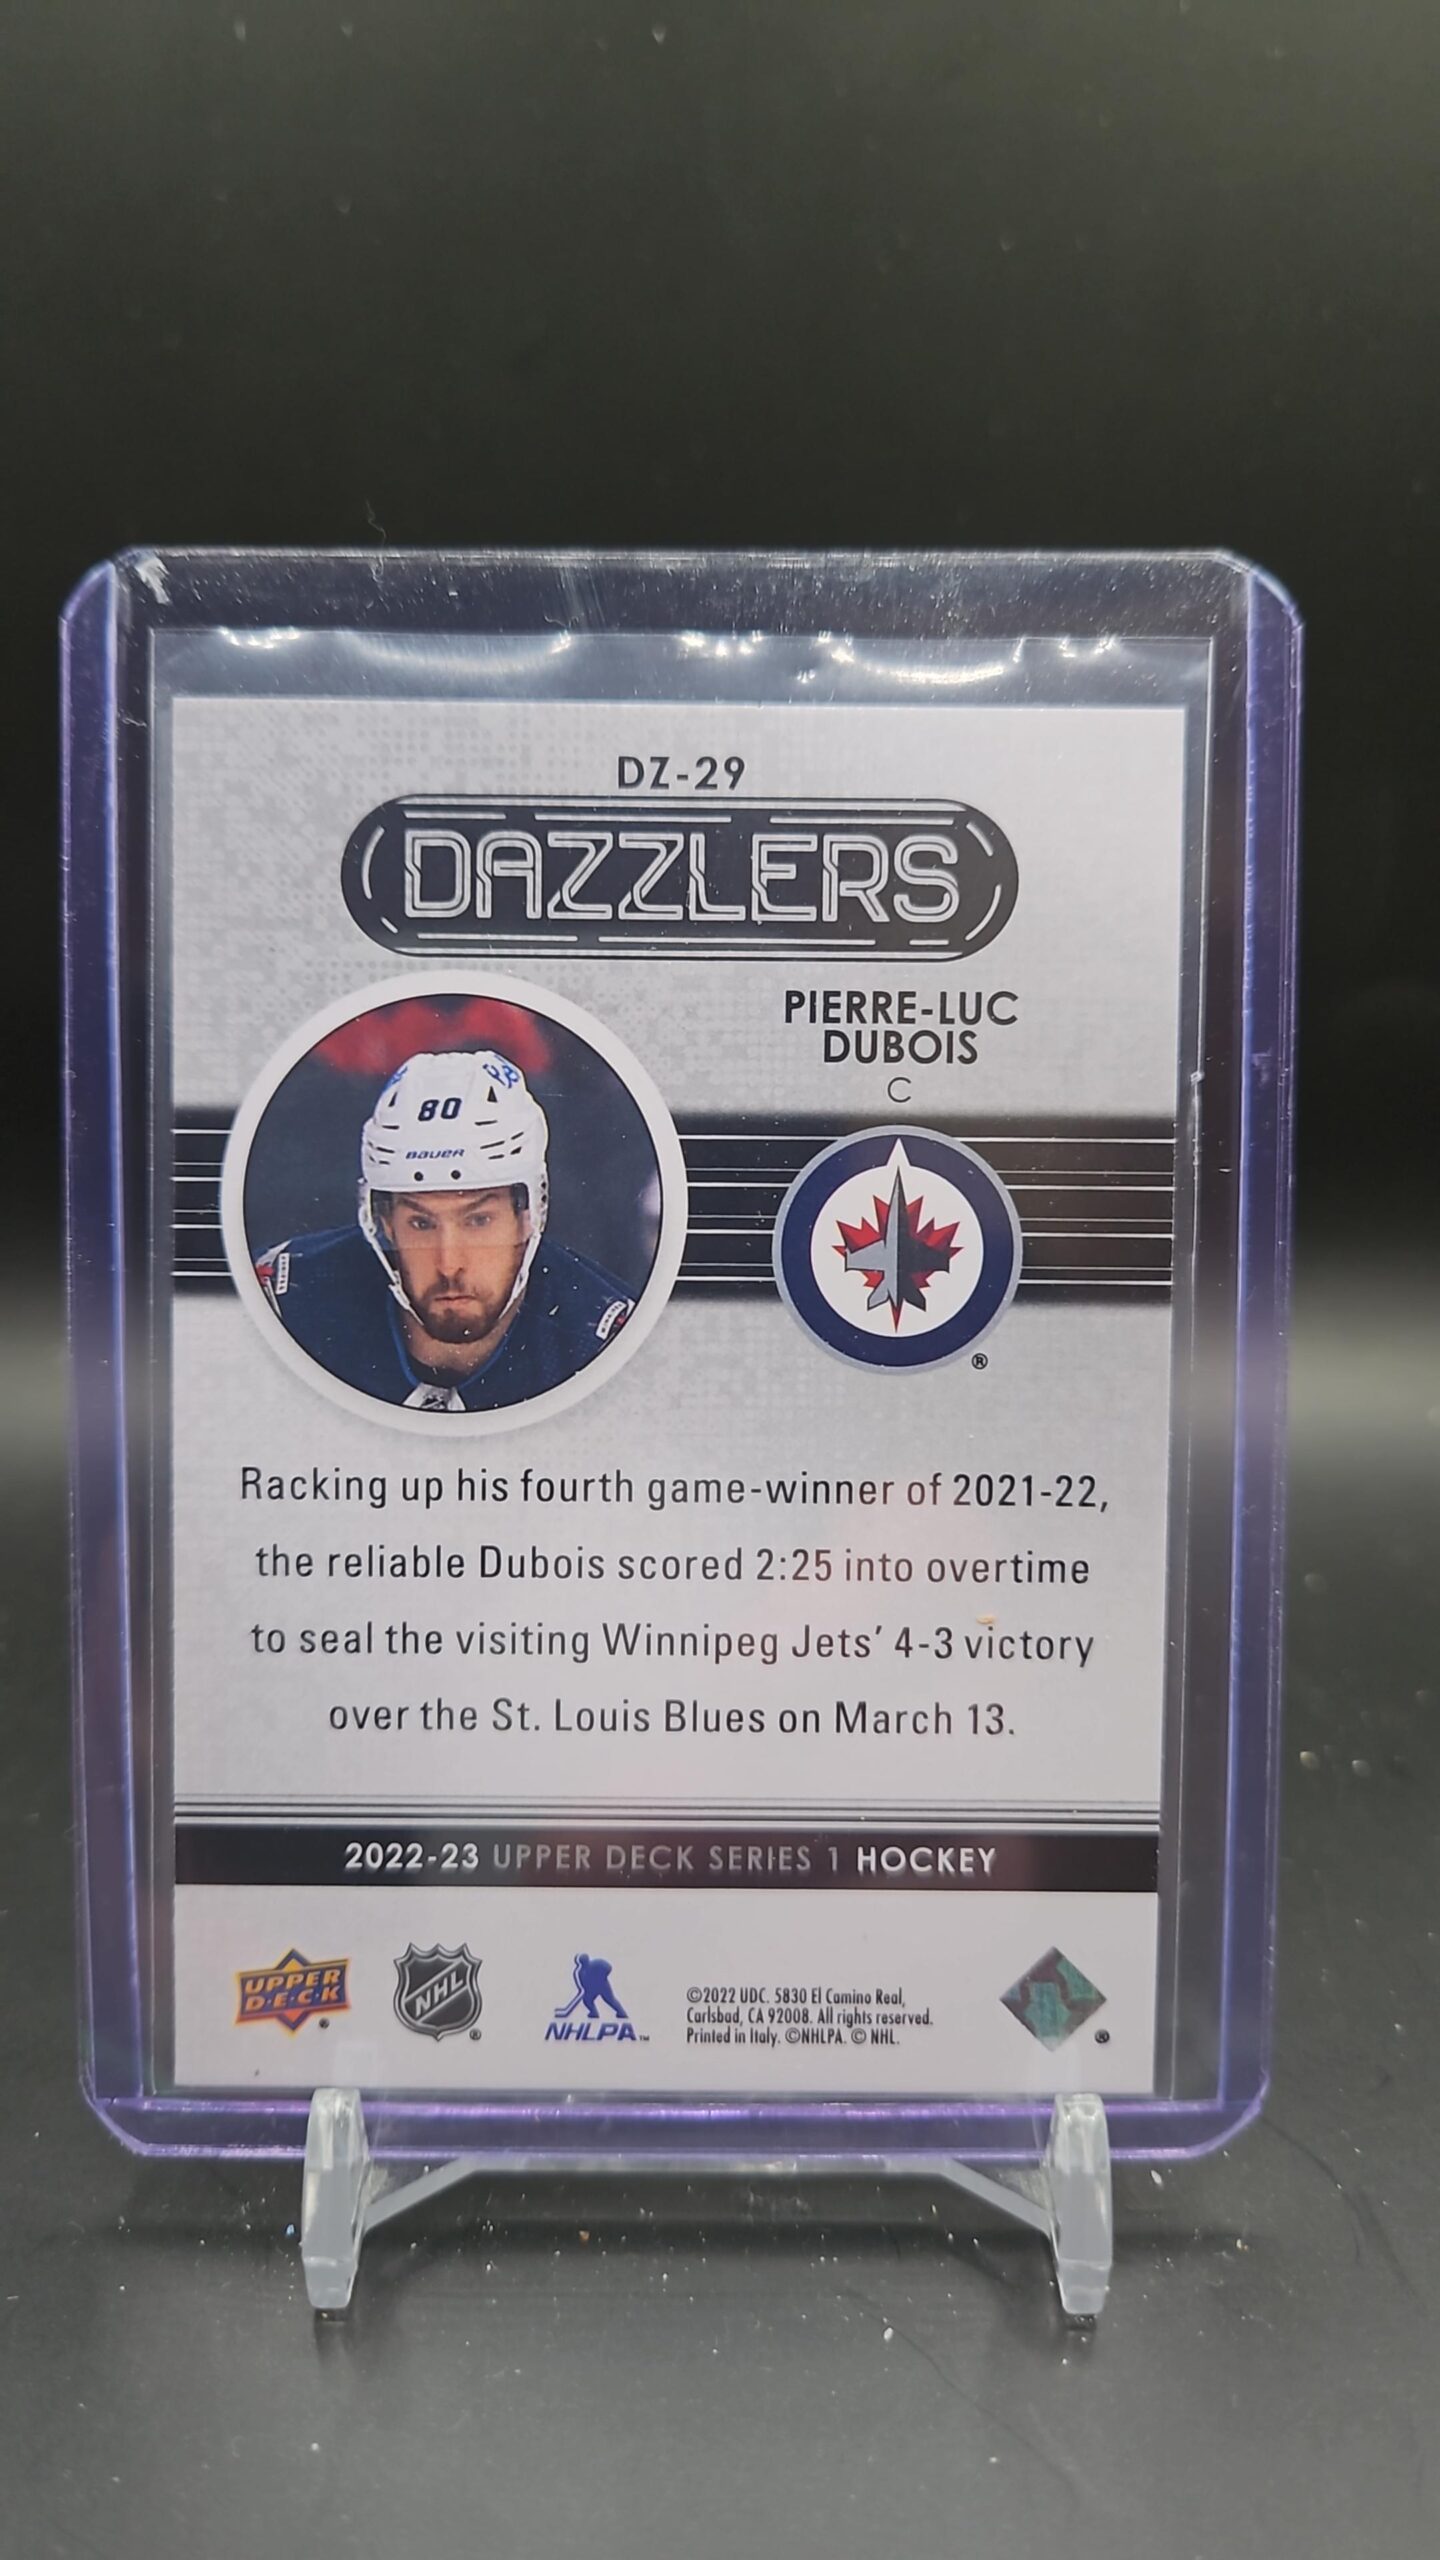 DZ-29
DAZZLERS
PIERRE-LUC
DUBOIS
C
80
BAUER
®
Racking up his fourth game-winner of 2021-22,
the reliable Dubois scored 2:25 into overtime
to seal the visiting Winnipeg Jets' 4-3 victory
over the St. Louis Blues on March 13.
2022-23 UPPER DECK SERIES 1 HOCKEY
UPPER
D·E·C·K
®
NHL
®
NHLPA™
©2022 UDC. 5830 El Camino Real,
Carlsbad, CA 92008. All rights reserved.
Printed in Italy. ©NHLPA. © NHL.
®